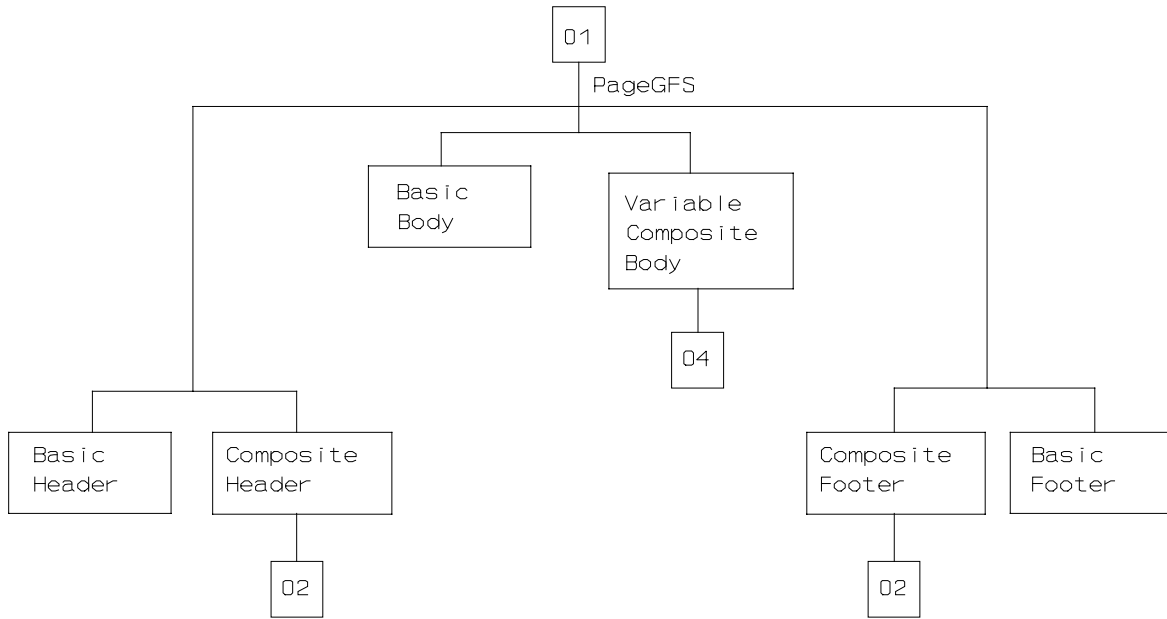 01
PageGFS
Basic
Body
Variable
Composite
Body
04
Basic
Header
Composite
Header
Composite
Footer
Basic
Footer
02
02